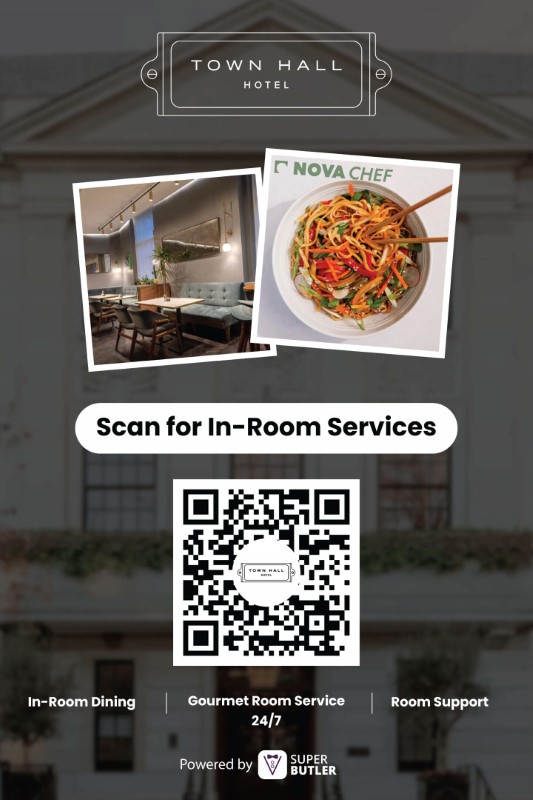 TOWN HALL
HOTEL
NOVA CHEF
Scan for In-Room Services
TOWN HALL
HOTEL
In-Room Dining
Gourmet Room Service
24/7
Room Support
Powered by SUPER
BUTLER